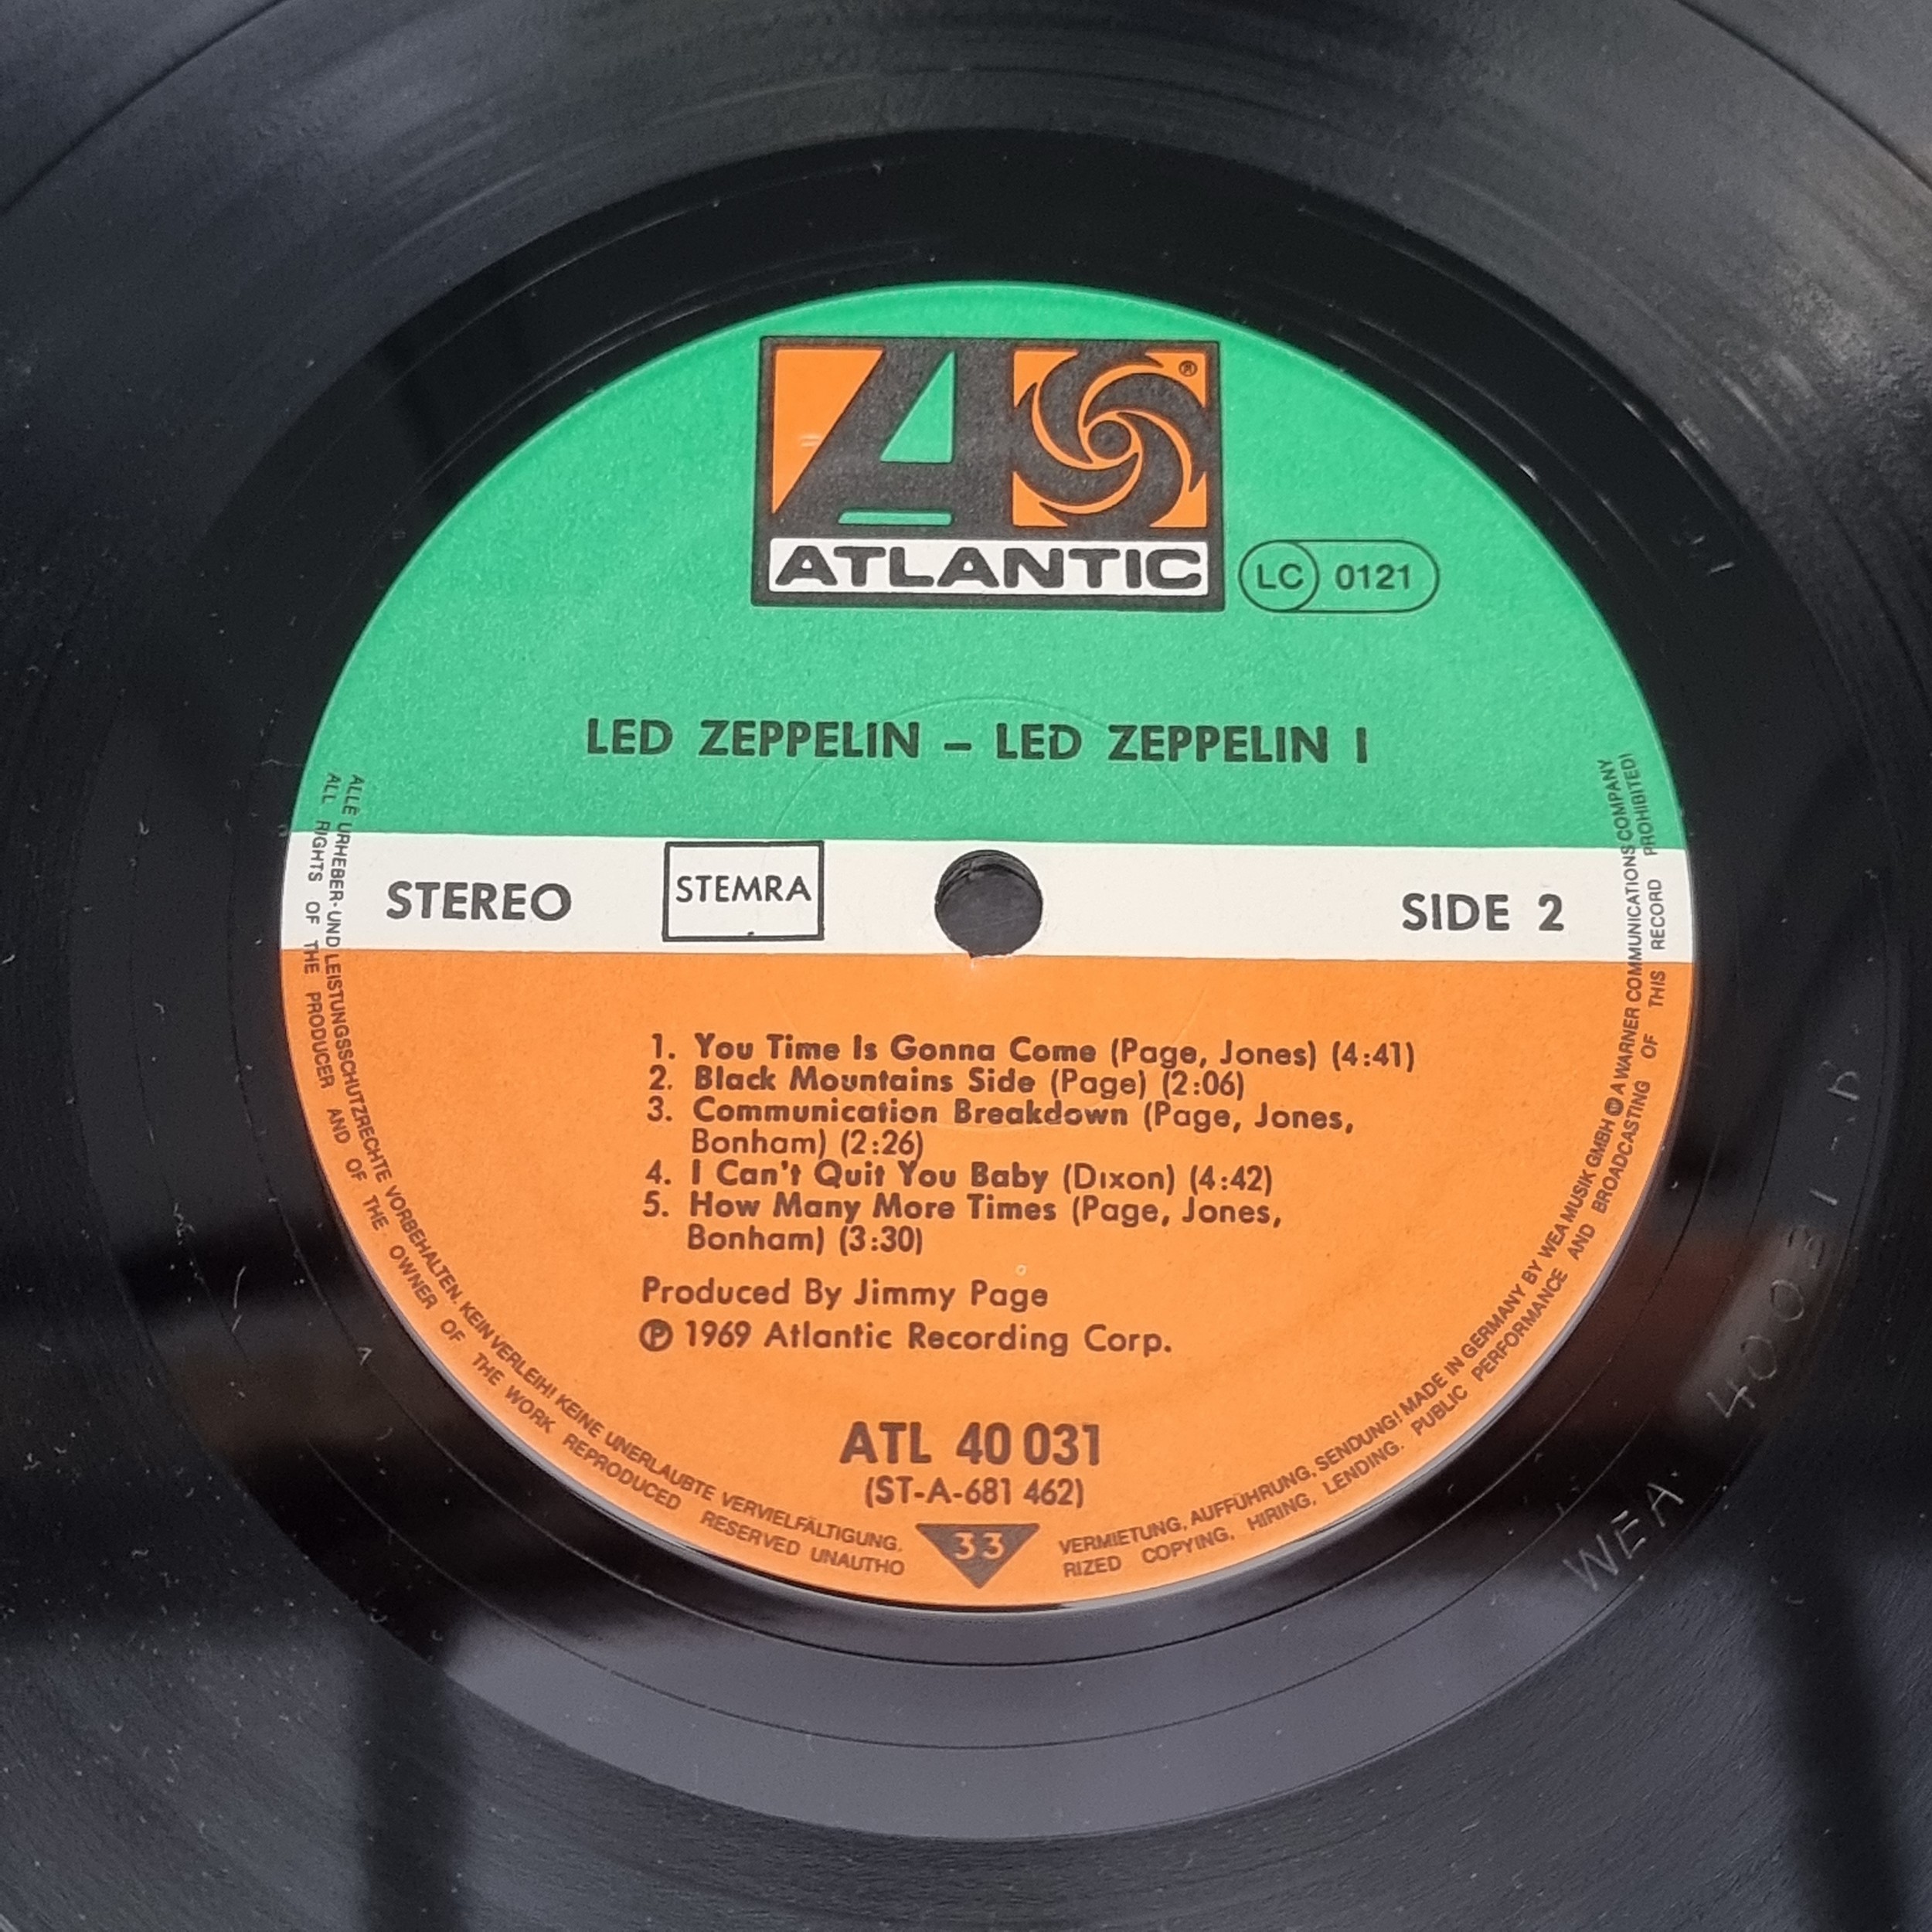 ®
ATLANTIC
LC 0121
LED ZEPPELIN – LED ZEPPELIN I
STEREO
STEMRA
SIDE 2
1. You Time Is Gonna Come (Page, Jones) (4:41)
2. Black Mountains Side (Page) (2:06)
3. Communication Breakdown (Page, Jones,
Bonham) (2:26)
4. I Can't Quit You Baby (Dixon) (4:42)
5. How Many More Times (Page, Jones,
Bonham) (3:30)
Produced By Jimmy Page
℗ 1969 Atlantic Recording Corp.
ATL 40 031
(ST-A-681 462)
33
ALLE URHEBER- UND LEISTUNGSSCHUTZRECHTE VORBEHALTEN. KEIN VERLEIH! KEINE UNERLAUBTE VERVIELFÄLTIGUNG,
VERMIETUNG, AUFFÜHRUNG, SENDUNG! MADE IN GERMANY BY WEA MUSIK GMBH A WARNER COMMUNICATIONS COMPANY
ALL RIGHTS OF THE PRODUCER AND OF THE OWNER OF THE WORK REPRODUCED RESERVED UNAUTHO
RIZED COPYING, HIRING, LENDING. PUBLIC PERFORMANCE AND BROADCASTING OF THIS RECORD PROHIBITED!
WEA 40031-